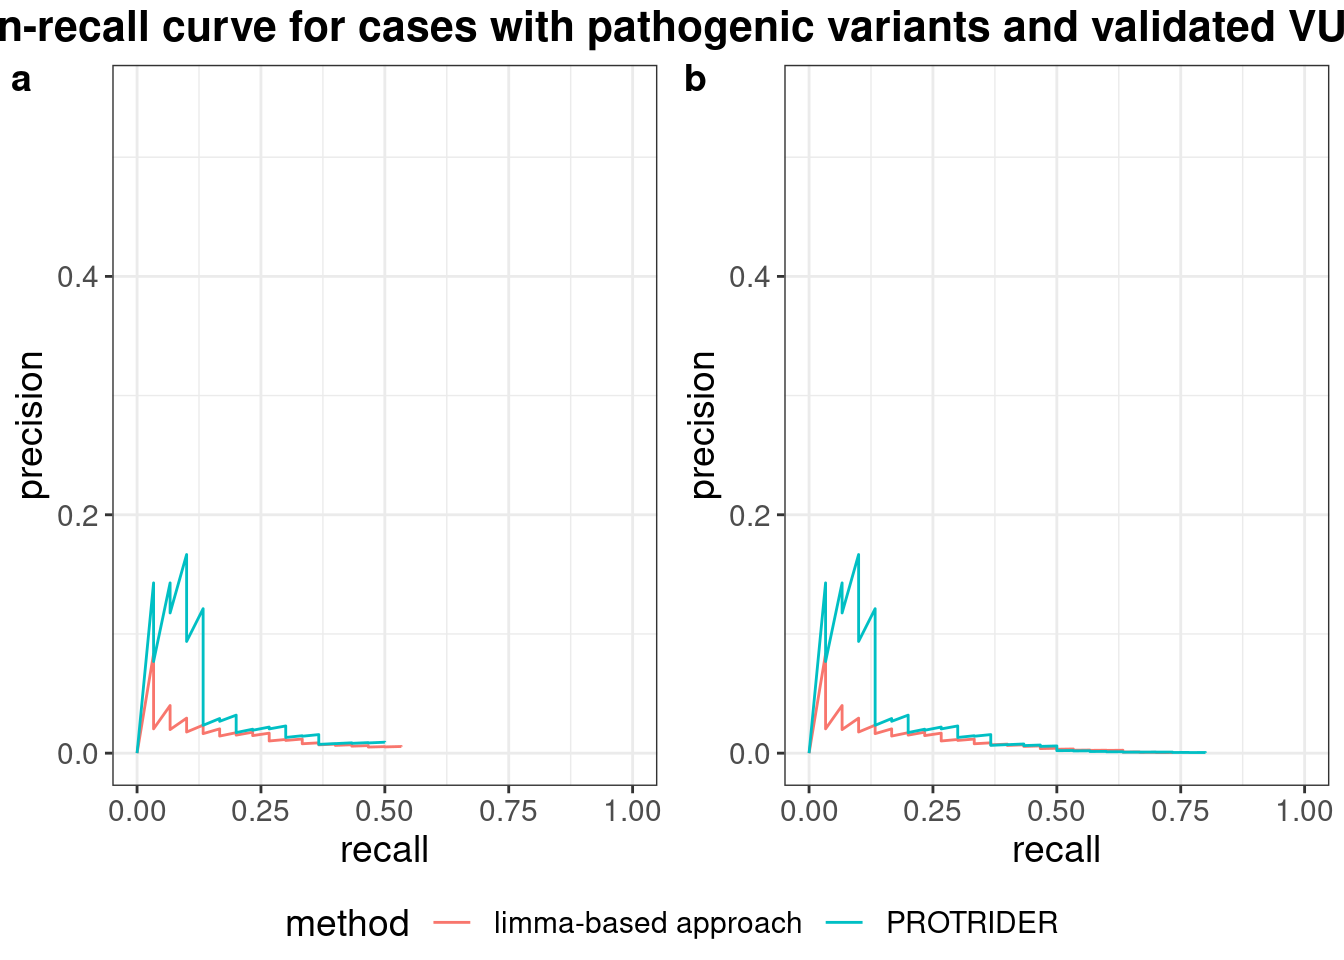 n-recall curve for cases with pathogenic variants and validated VU
a
b
0.4
0.2
0.0
precision
0.00 0.25 0.50 0.75 1.00
recall
0.4
0.2
0.0
precision
0.00 0.25 0.50 0.75 1.00
recall
method limma-based approach PROTRIDER